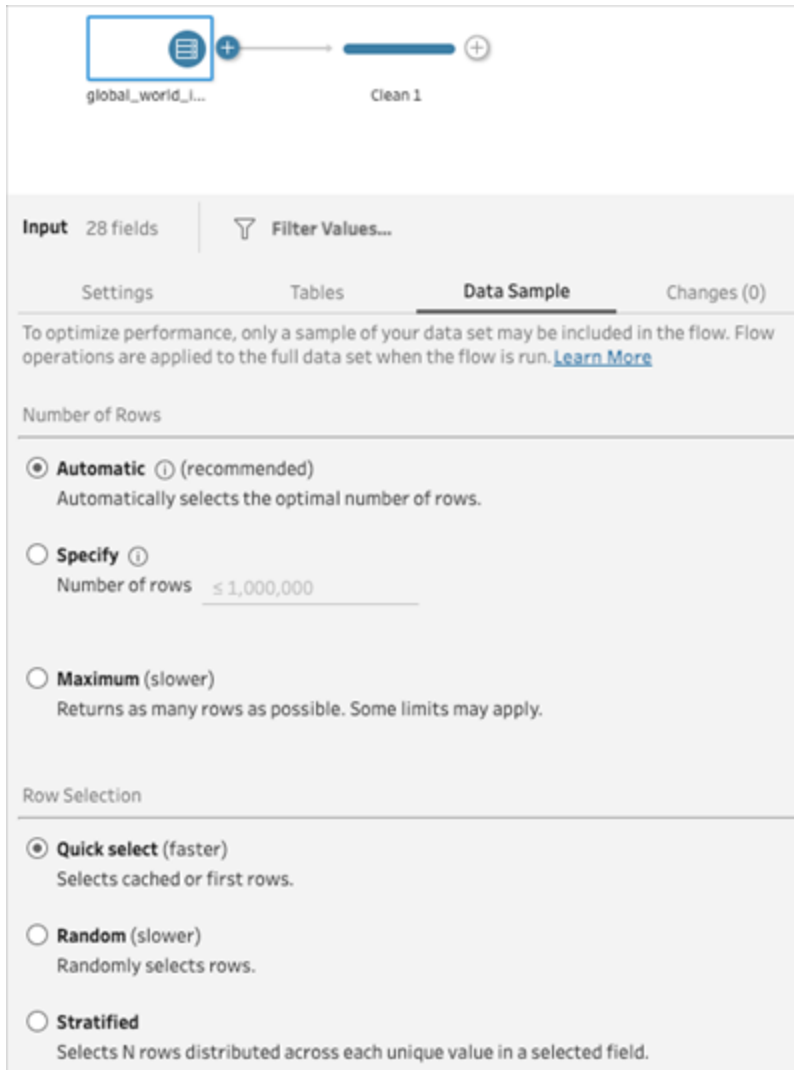 global_world_i...
Clean 1
Input 28 fields Filter Values...
Settings Tables Data Sample Changes (0)
To optimize performance, only a sample of your data set may be included in the flow. Flow
operations are applied to the full data set when the flow is run. Learn More
Number of Rows
Automatic (recommended)
Automatically selects the optimal number of rows.
Specify
Number of rows ≤ 1,000,000
Maximum (slower)
Returns as many rows as possible. Some limits may apply.
Row Selection
Quick select (faster)
Selects cached or first rows.
Random (slower)
Randomly selects rows.
Stratified
Selects N rows distributed across each unique value in a selected field.